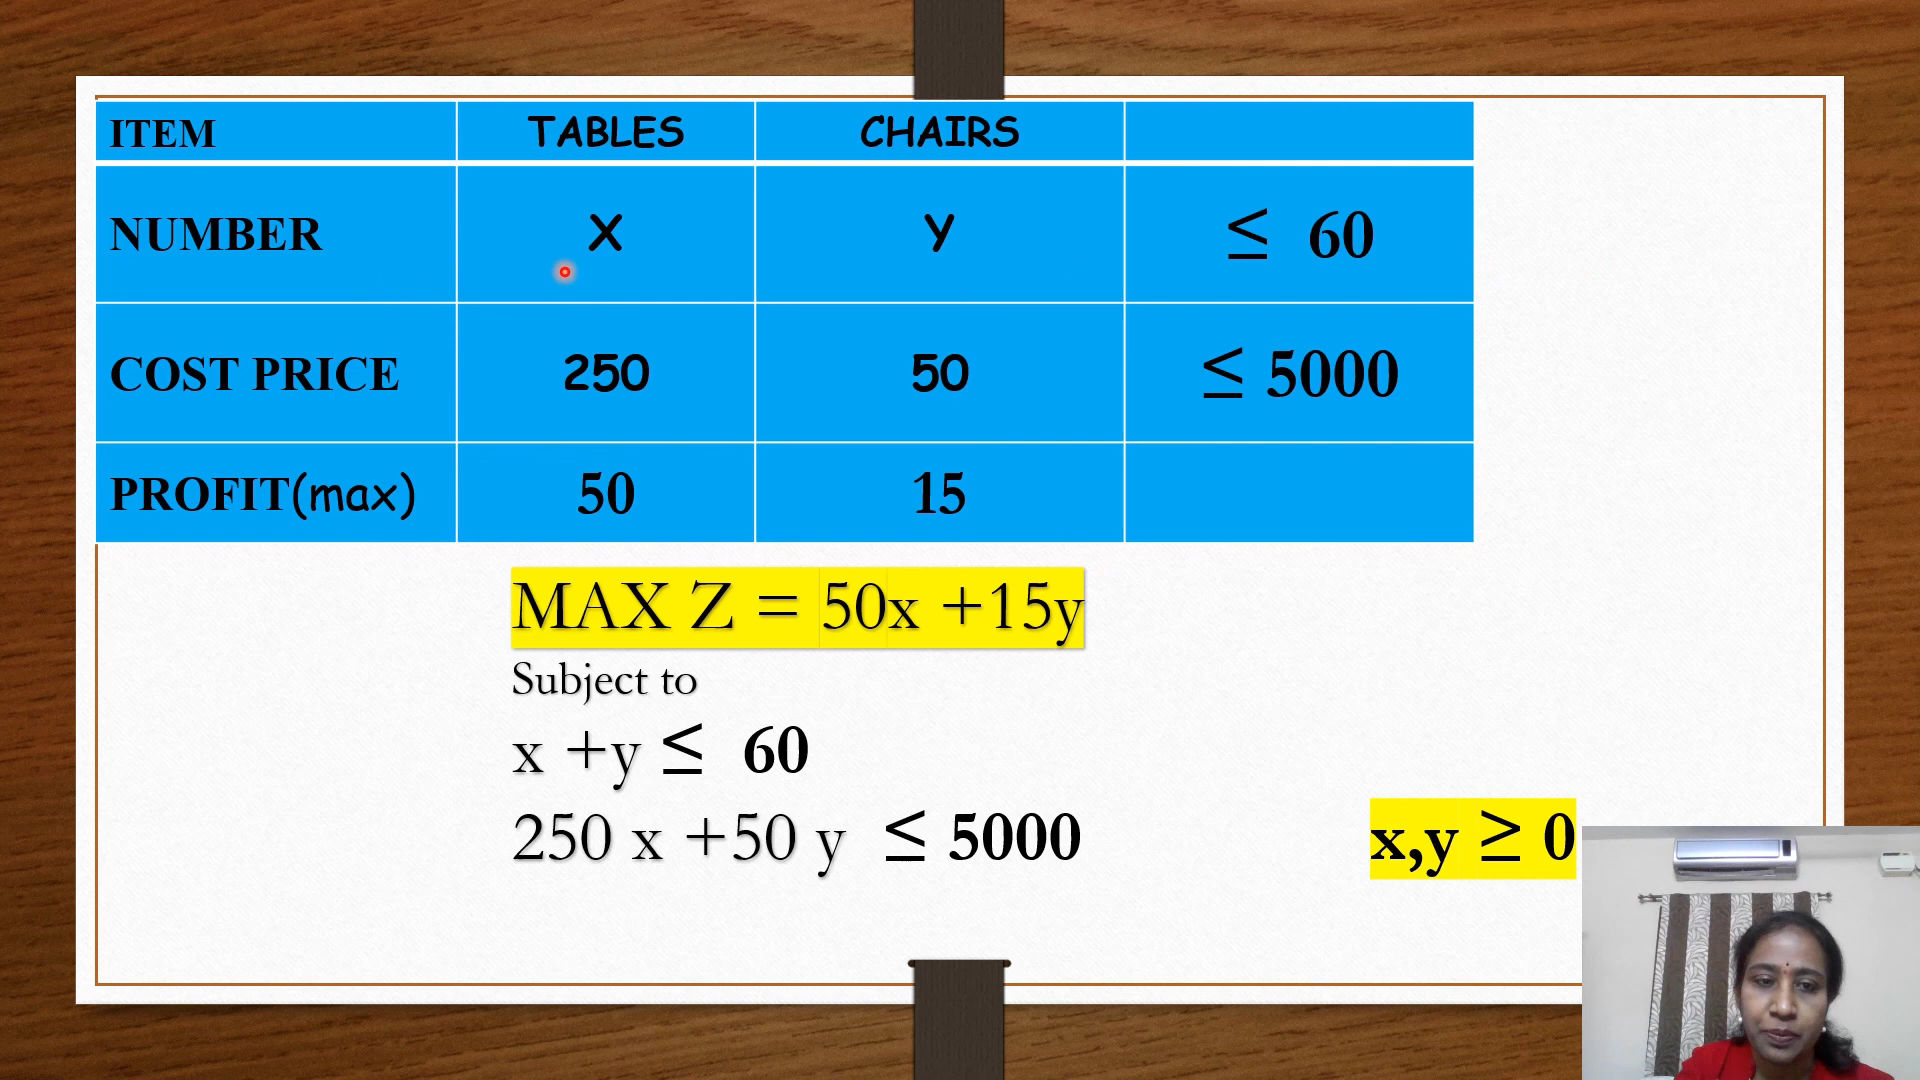 ITEM TABLES CHAIRS
NUMBER X Y ≤ 60
COST PRICE 250 50 ≤ 5000
PROFIT(max) 50 15
MAX Z = 50x +15y
Subject to
x +y ≤ 60
250 x +50 y ≤ 5000
x,y ≥ 0